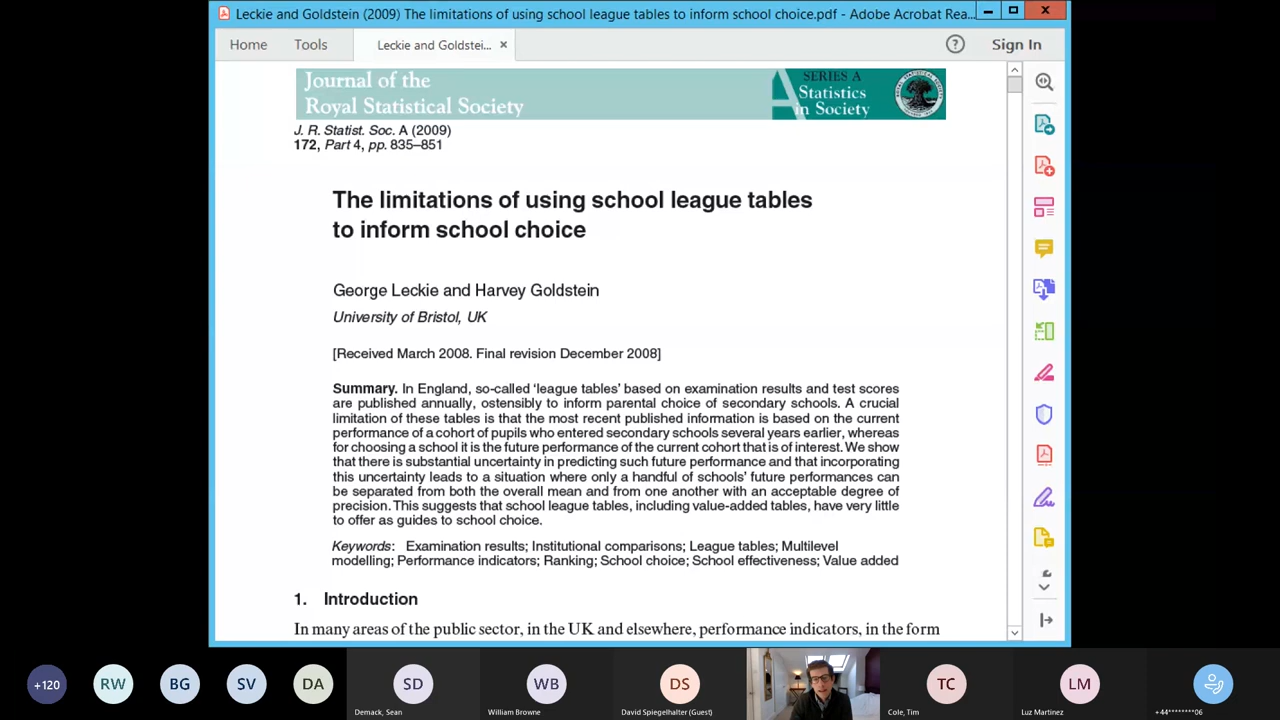 Leckie and Goldstein (2009) The limitations of using school league tables to inform school choice.pdf - Adobe Acrobat Rea...
Home Tools Leckie and Goldstei... × ? Sign In
Journal of the
Royal Statistical Society
SERIES A
Statistics
in Society
J. R. Statist. Soc. A (2009)
172, Part 4, pp. 835–851
The limitations of using school league tables
to inform school choice
George Leckie and Harvey Goldstein
University of Bristol, UK
[Received March 2008. Final revision December 2008]
Summary. In England, so-called ‘league tables’ based on examination results and test scores
are published annually, ostensibly to inform parental choice of secondary schools. A crucial
limitation of these tables is that the most recent published information is based on the current
performance of a cohort of pupils who entered secondary schools several years earlier, whereas
for choosing a school it is the future performance of the current cohort that is of interest. We show
that there is substantial uncertainty in predicting such future performance and that incorporating
this uncertainty leads to a situation where only a handful of schools’ future performances can
be separated from both the overall mean and from one another with an acceptable degree of
precision. This suggests that school league tables, including value-added tables, have very little
to offer as guides to school choice.
Keywords: Examination results; Institutional comparisons; League tables; Multilevel
modelling; Performance indicators; Ranking; School choice; School effectiveness; Value added
1. Introduction
In many areas of the public sector, in the UK and elsewhere, performance indicators, in the form
+120 RW BG SV DA SD WB DS TC LM
Demack, Sean William Browne David Spiegelhalter (Guest) Cole, Tim Luz Martinez +44********06